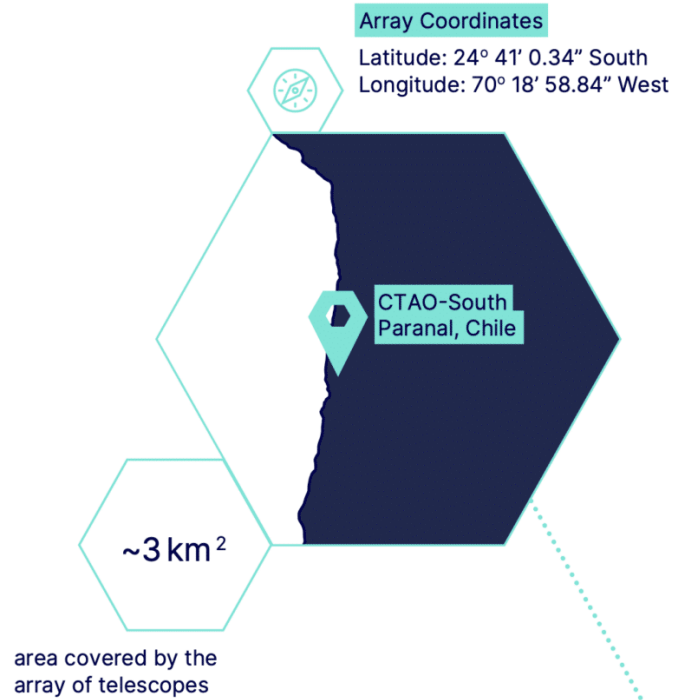 Array Coordinates
Latitude: 24º 41’ 0.34” South
Longitude: 70º 18’ 58.84” West
CTAO-South
Paranal, Chile
~3 km²
area covered by the
array of telescopes